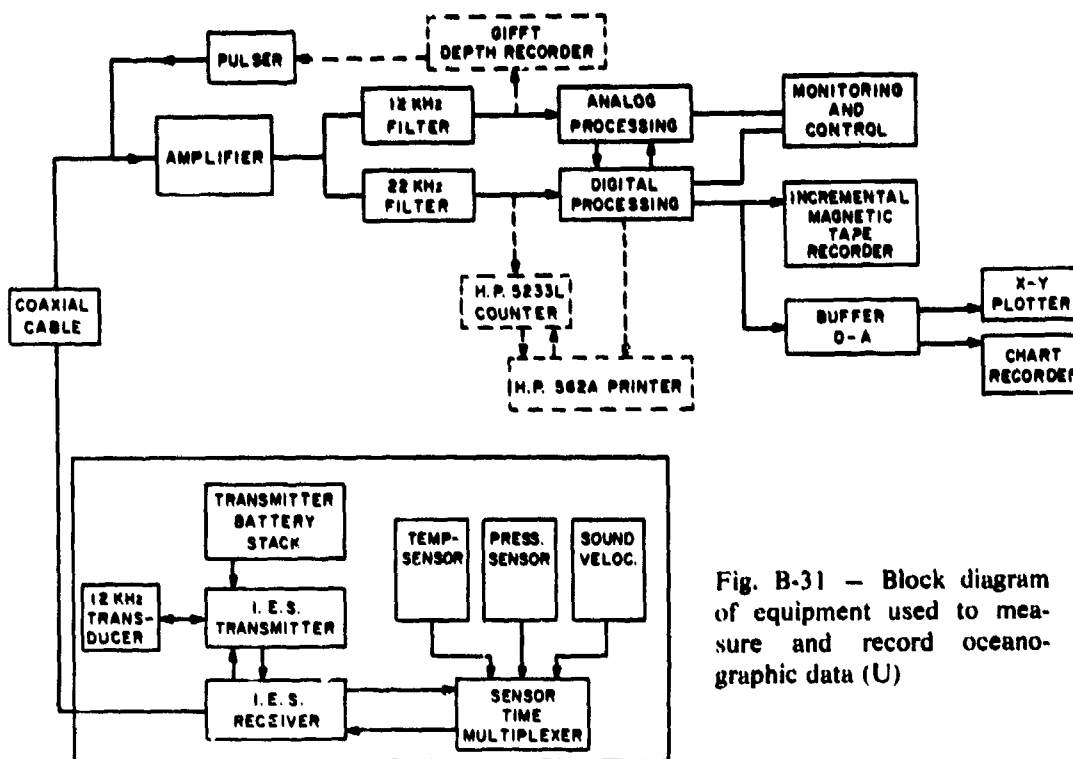 GIFFT
DEPTH RECORDER
PULSER
12 KHz
FILTER
ANALOG
PROCESSING
MONITORING
AND
CONTROL
AMPLIFIER
22 KHz
FILTER
DIGITAL
PROCESSING
INCREMENTAL
MAGNETIC
TAPE
RECORDER
COAXIAL
CABLE
H.P. 5233L
COUNTER
BUFFER
D-A
X-Y
PLOTTER
CHART
RECORDER
H.P. 562A PRINTER
TRANSMITTER
BATTERY
STACK
TEMP-
SENSOR
PRESS.
SENSOR
SOUND
VELOC.
12 KHz
TRANS-
DUCER
I. E. S.
TRANSMITTER
I. E. S.
RECEIVER
SENSOR
TIME
MULTIPLEXER
Fig. B-31 — Block diagram
of equipment used to mea-
sure and record oceano-
graphic data (U)